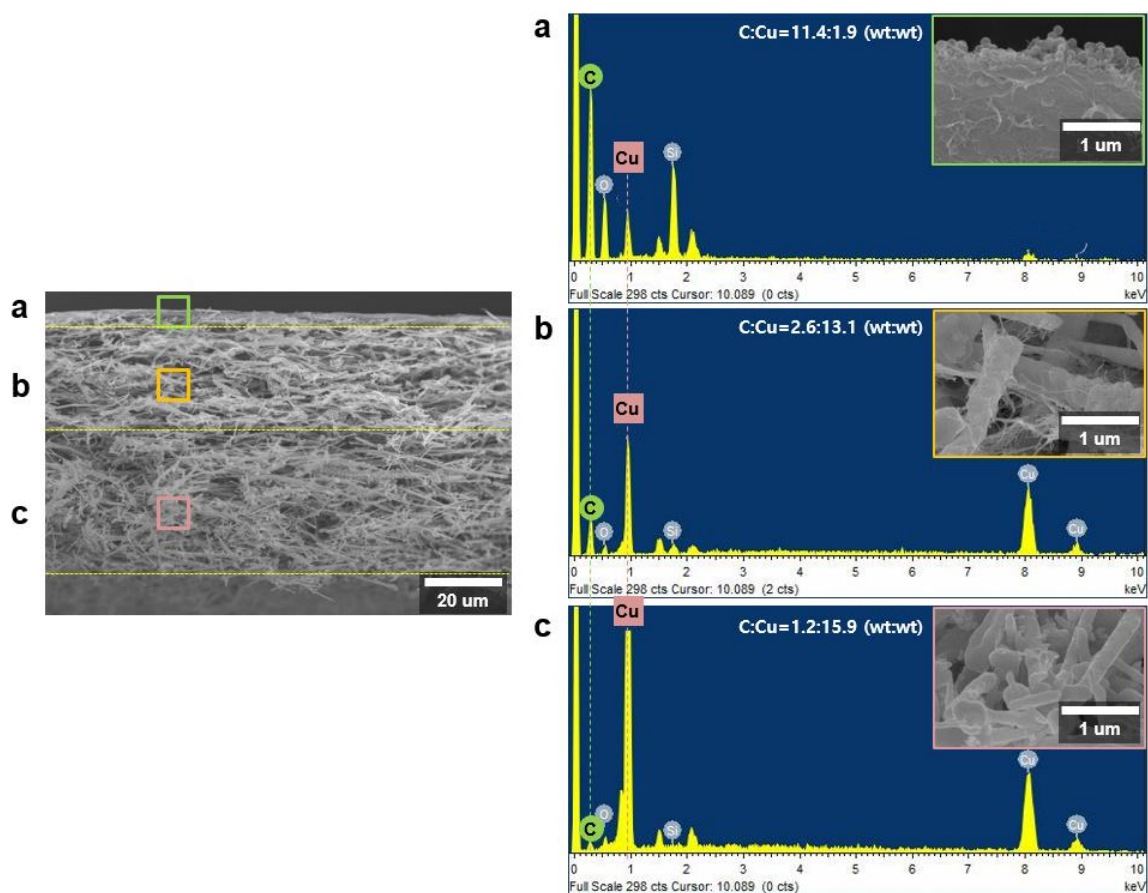 a
b
c
20 um
a
C:Cu=11.4:1.9 (wt:wt)
C
O
Cu
Si
1 um
0 1 2 3 4 5 6 7 8 9 10
Full Scale 298 cts Cursor: 10.089 (0 cts)
keV
b
C:Cu=2.6:13.1 (wt:wt)
C
O
Cu
Si
Cu
Cu
1 um
0 1 2 3 4 5 6 7 8 9 10
Full Scale 298 cts Cursor: 10.089 (2 cts)
keV
c
C:Cu=1.2:15.9 (wt:wt)
C
O
Cu
Si
Cu
Cu
1 um
0 1 2 3 4 5 6 7 8 9 10
Full Scale 298 cts Cursor: 10.089 (0 cts)
keV